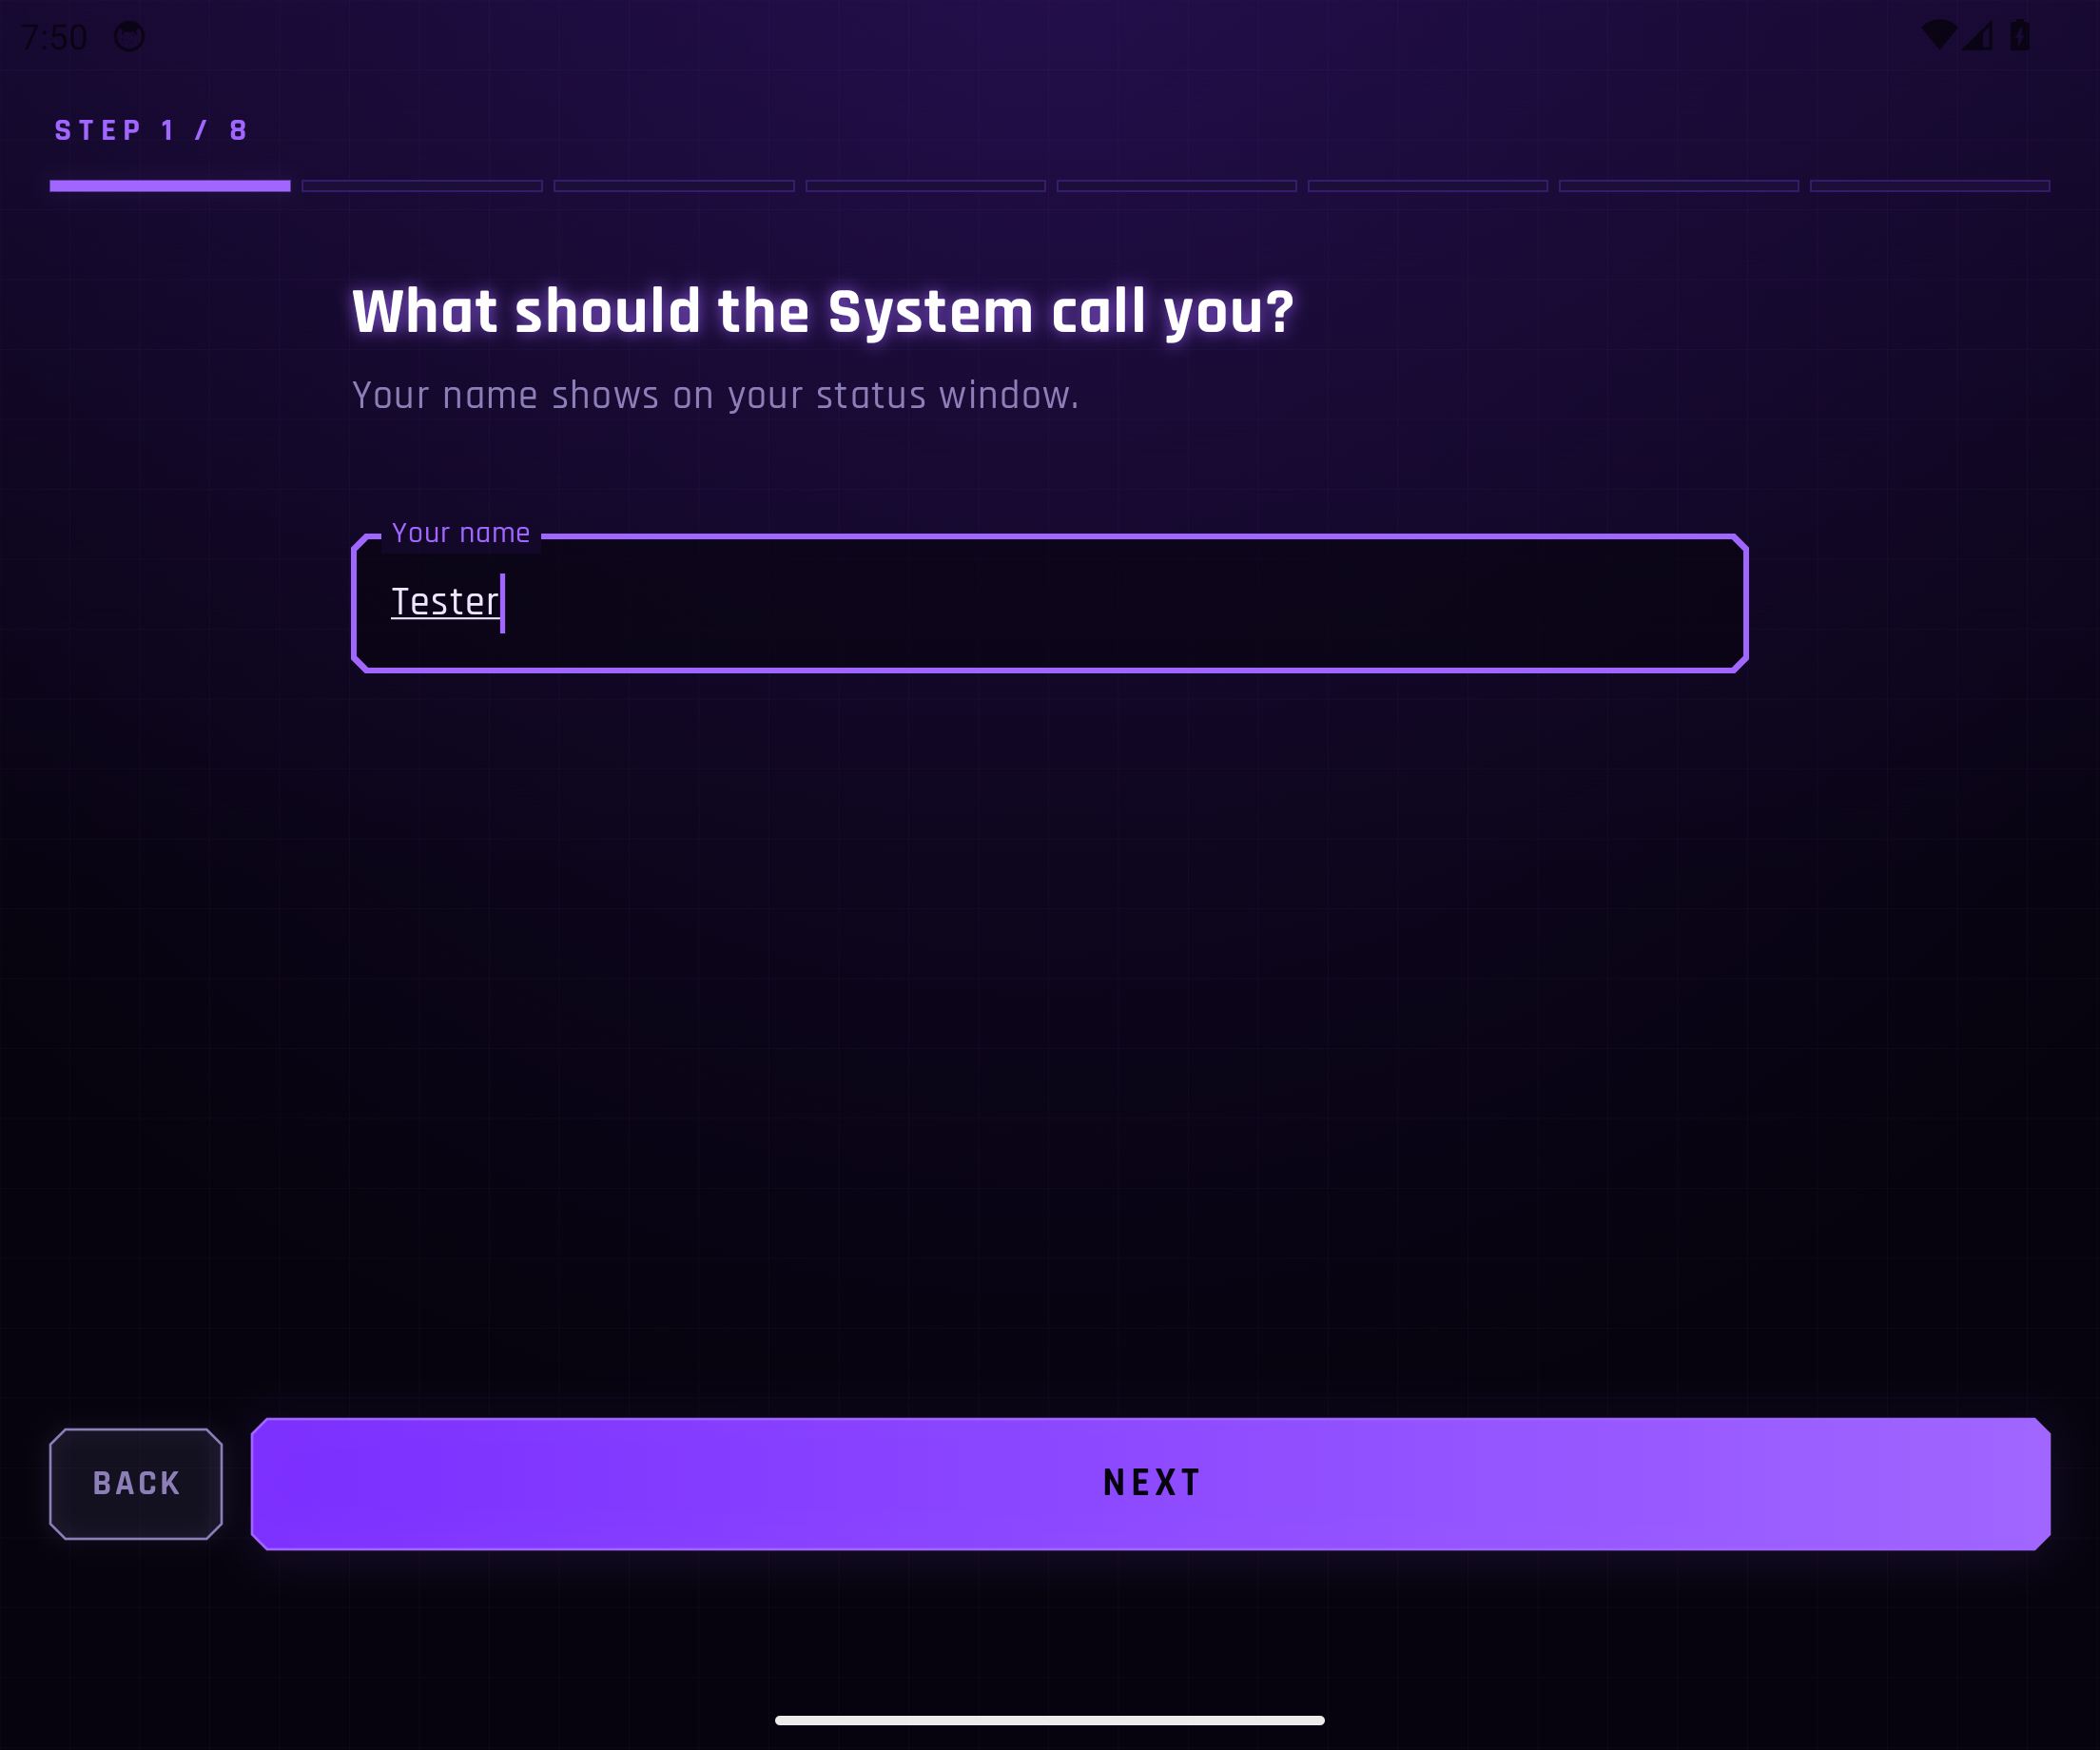 7:50
STEP 1 / 8
What should the System call you?
Your name shows on your status window.
Your name
Tester
BACK
NEXT